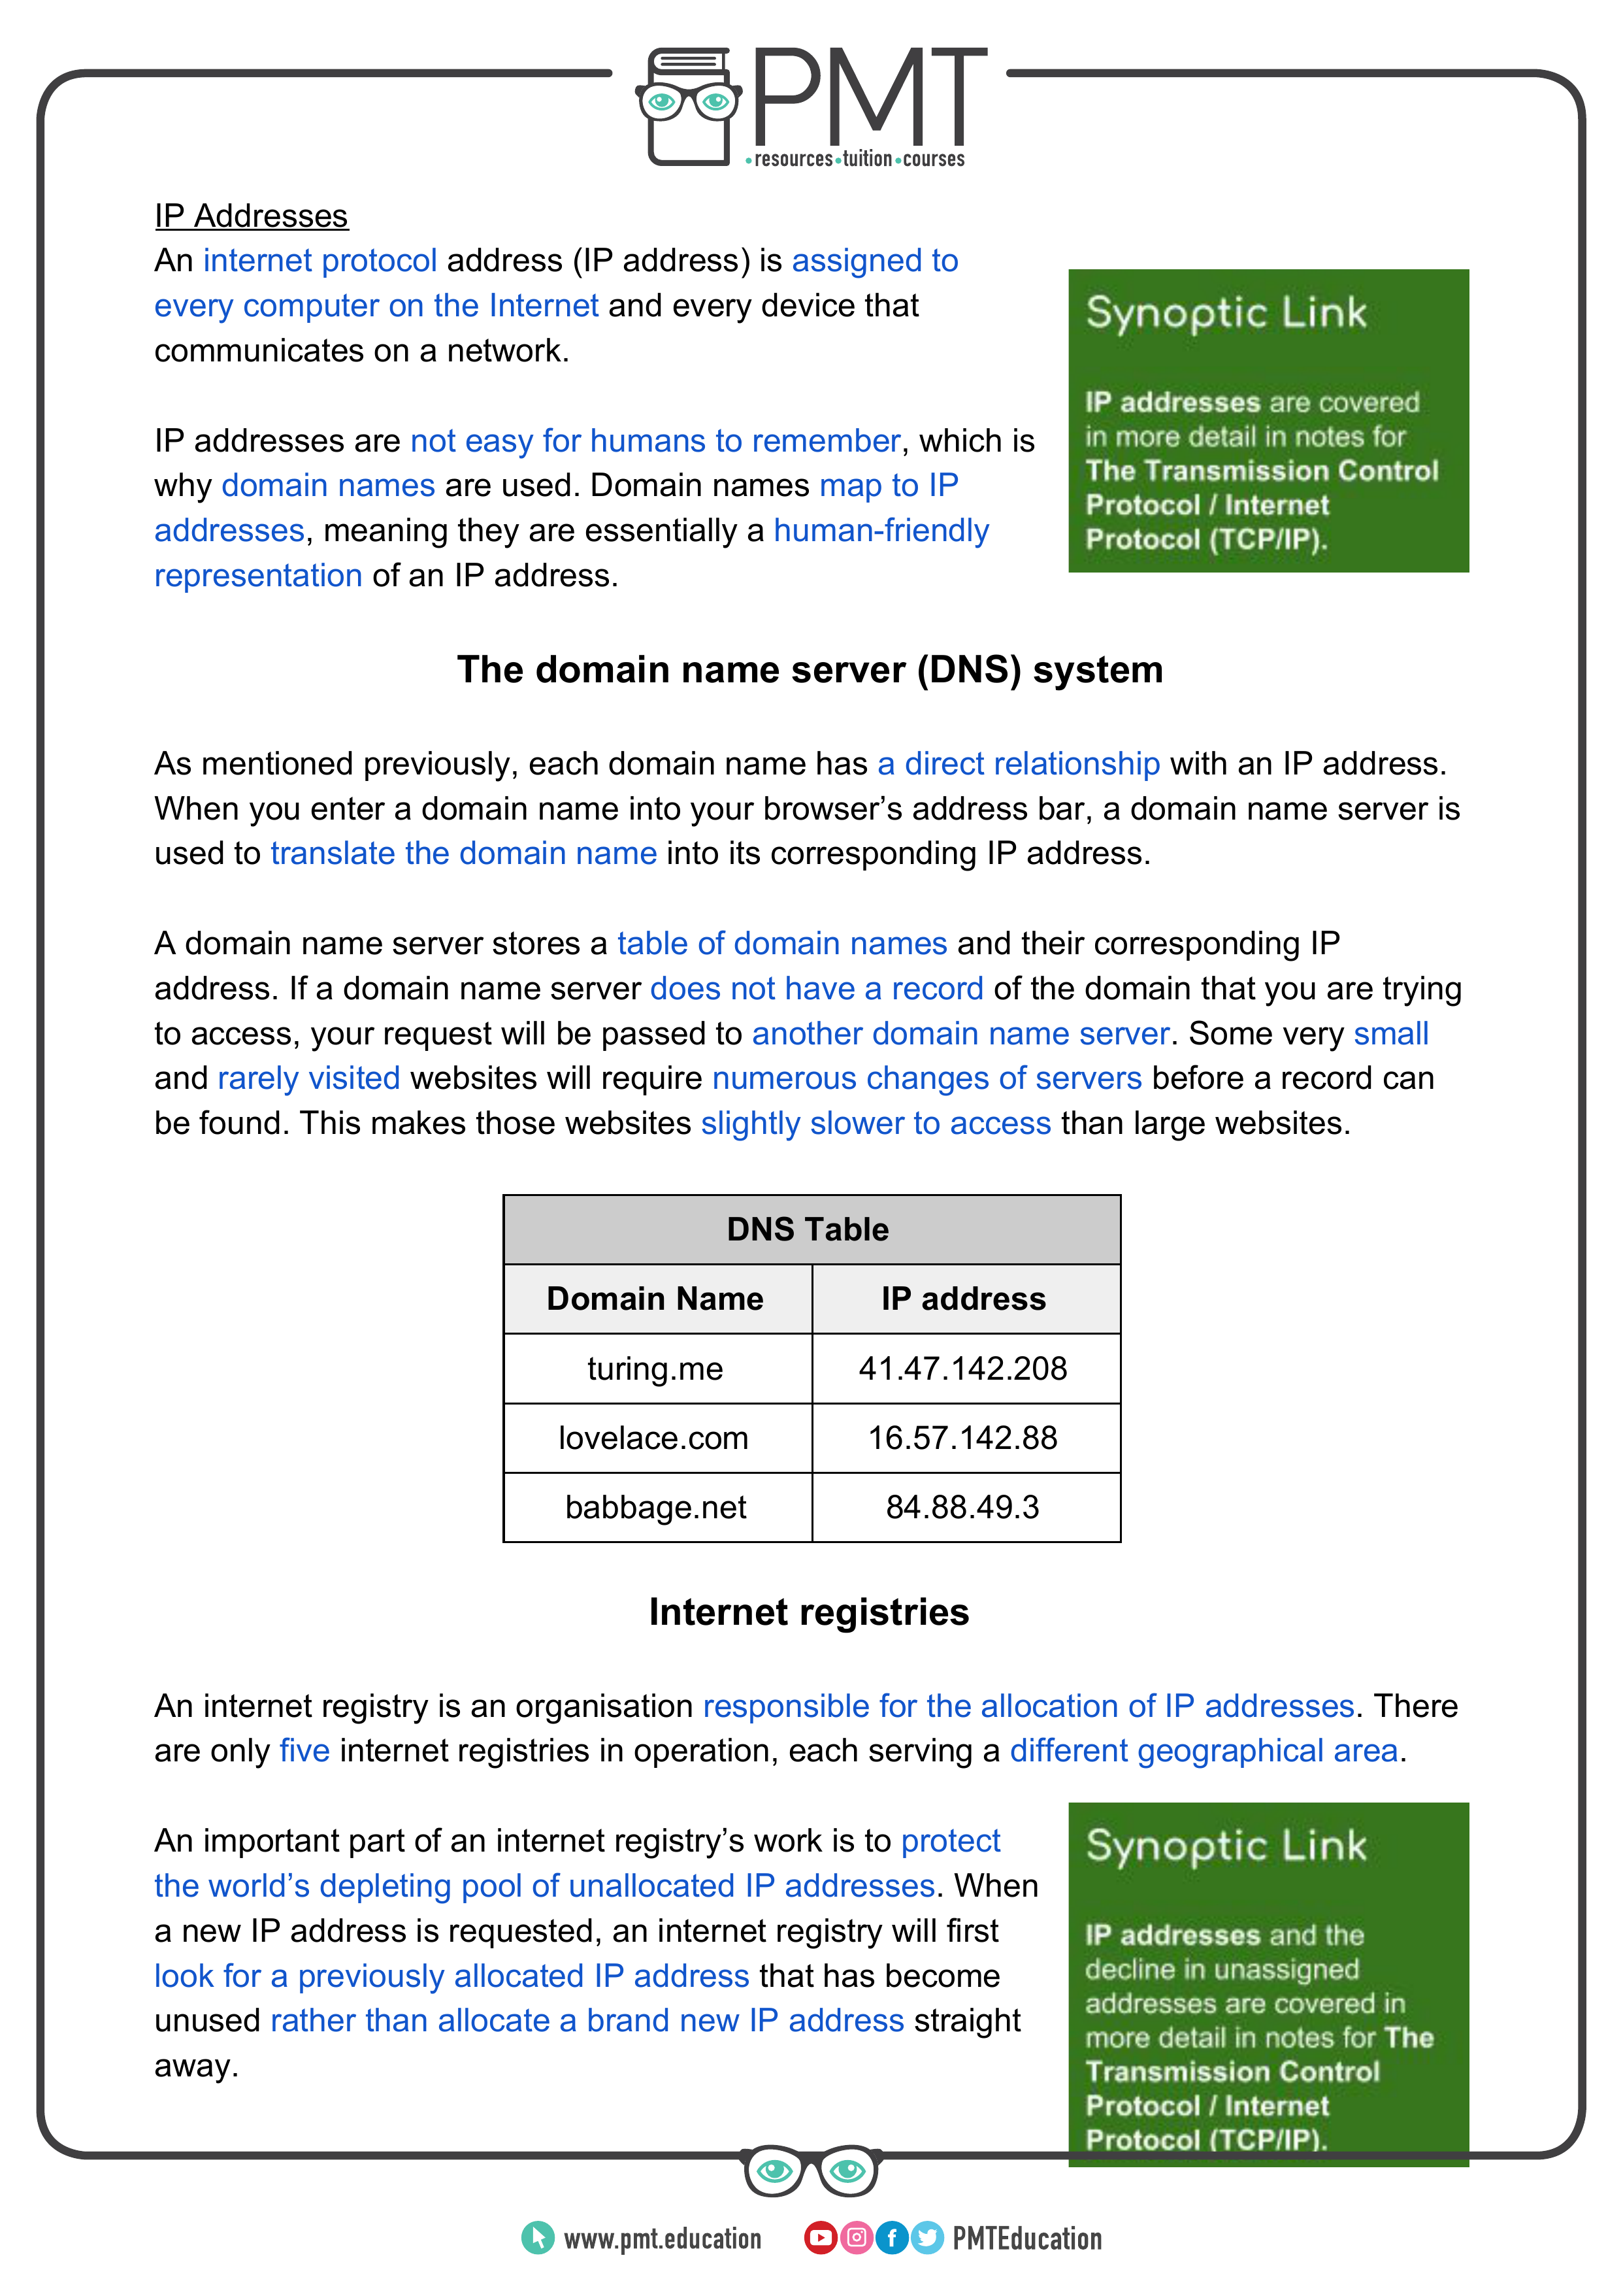 PMT
resources tuition courses
IP Addresses
An internet protocol address (IP address) is assigned to
every computer on the Internet and every device that
communicates on a network.
IP addresses are not easy for humans to remember, which is
why domain names are used. Domain names map to IP
addresses, meaning they are essentially a human-friendly
representation of an IP address.
Synoptic Link
IP addresses are covered
in more detail in notes for
The Transmission Control
Protocol / Internet
Protocol (TCP/IP).
The domain name server (DNS) system
As mentioned previously, each domain name has a direct relationship with an IP address.
When you enter a domain name into your browser’s address bar, a domain name server is
used to translate the domain name into its corresponding IP address.
A domain name server stores a table of domain names and their corresponding IP
address. If a domain name server does not have a record of the domain that you are trying
to access, your request will be passed to another domain name server. Some very small
and rarely visited websites will require numerous changes of servers before a record can
be found. This makes those websites slightly slower to access than large websites.
DNS Table
Domain Name IP address
turing.me 41.47.142.208
lovelace.com 16.57.142.88
babbage.net 84.88.49.3
Internet registries
An internet registry is an organisation responsible for the allocation of IP addresses. There
are only five internet registries in operation, each serving a different geographical area.
An important part of an internet registry’s work is to protect
the world’s depleting pool of unallocated IP addresses. When
a new IP address is requested, an internet registry will first
look for a previously allocated IP address that has become
unused rather than allocate a brand new IP address straight
away.
Synoptic Link
IP addresses and the
decline in unassigned
addresses are covered in
more detail in notes for The
Transmission Control
Protocol / Internet
Protocol (TCP/IP).
www.pmt.education PMTEducation